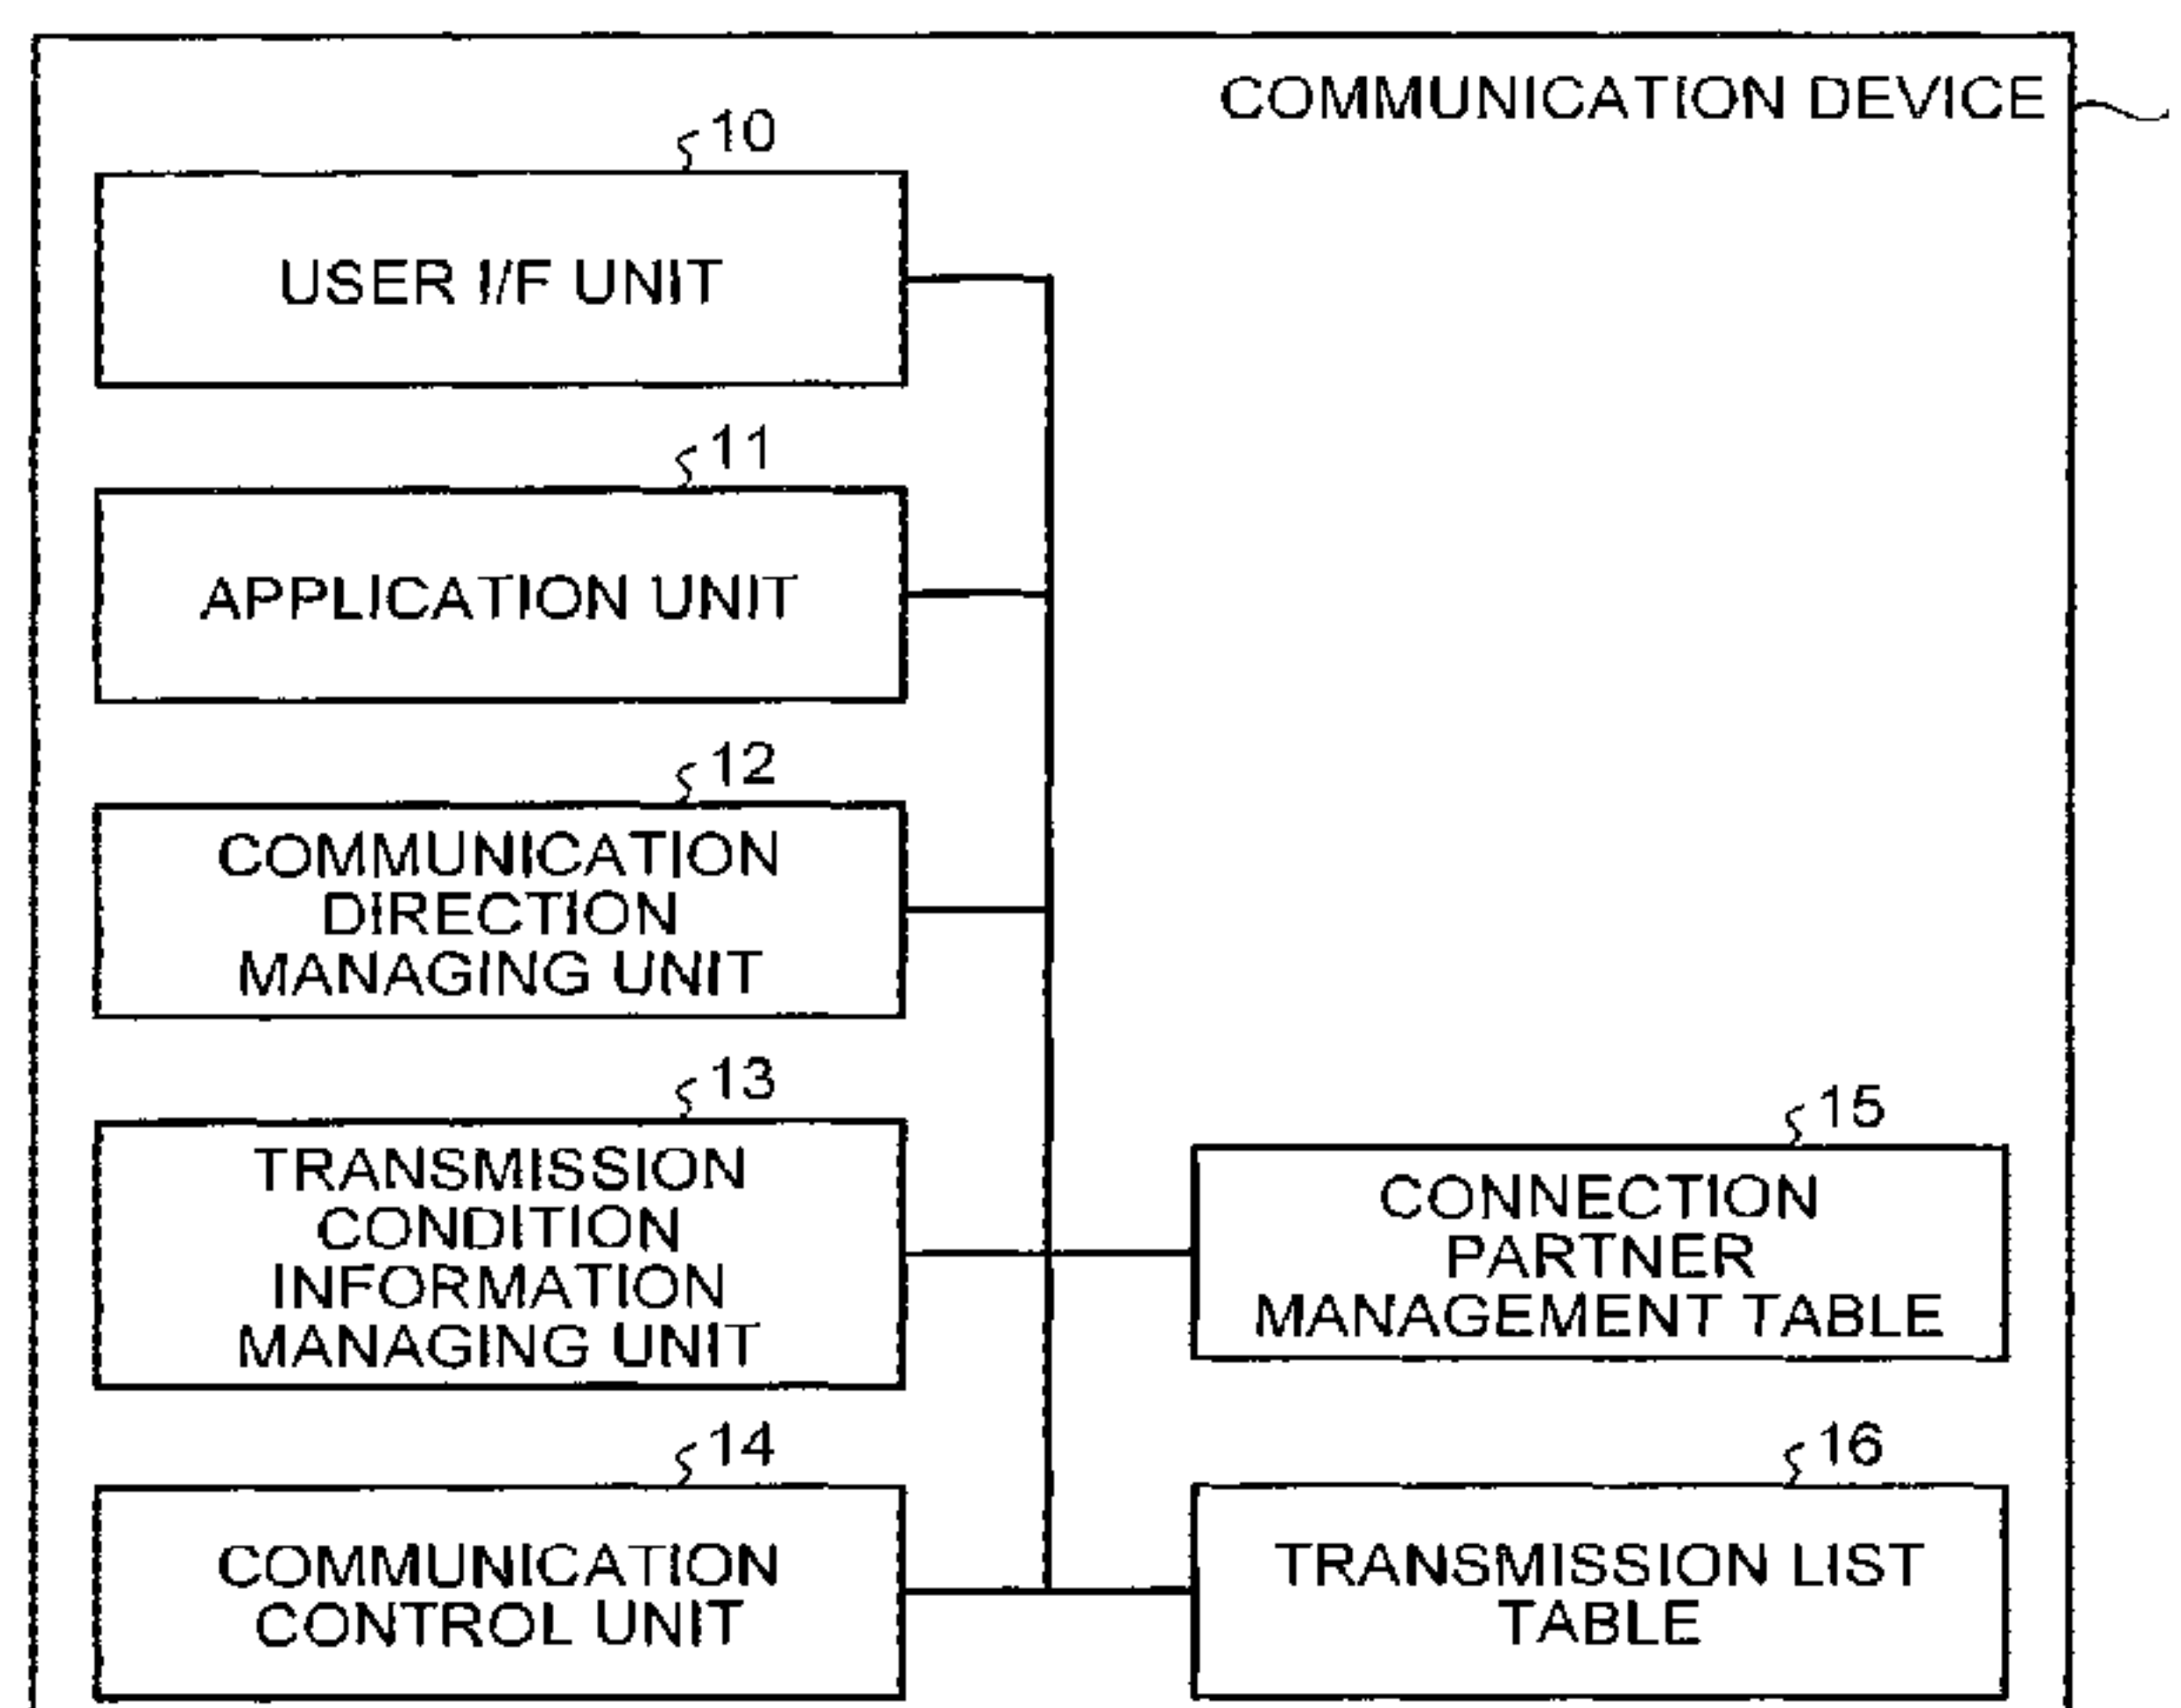 COMMUNICATION DEVICE
10
USER I/F UNIT
11
APPLICATION UNIT
12
COMMUNICATION
DIRECTION
MANAGING UNIT
13
TRANSMISSION
CONDITION
INFORMATION
MANAGING UNIT
15
CONNECTION
PARTNER
MANAGEMENT TABLE
14
COMMUNICATION
CONTROL UNIT
16
TRANSMISSION LIST
TABLE